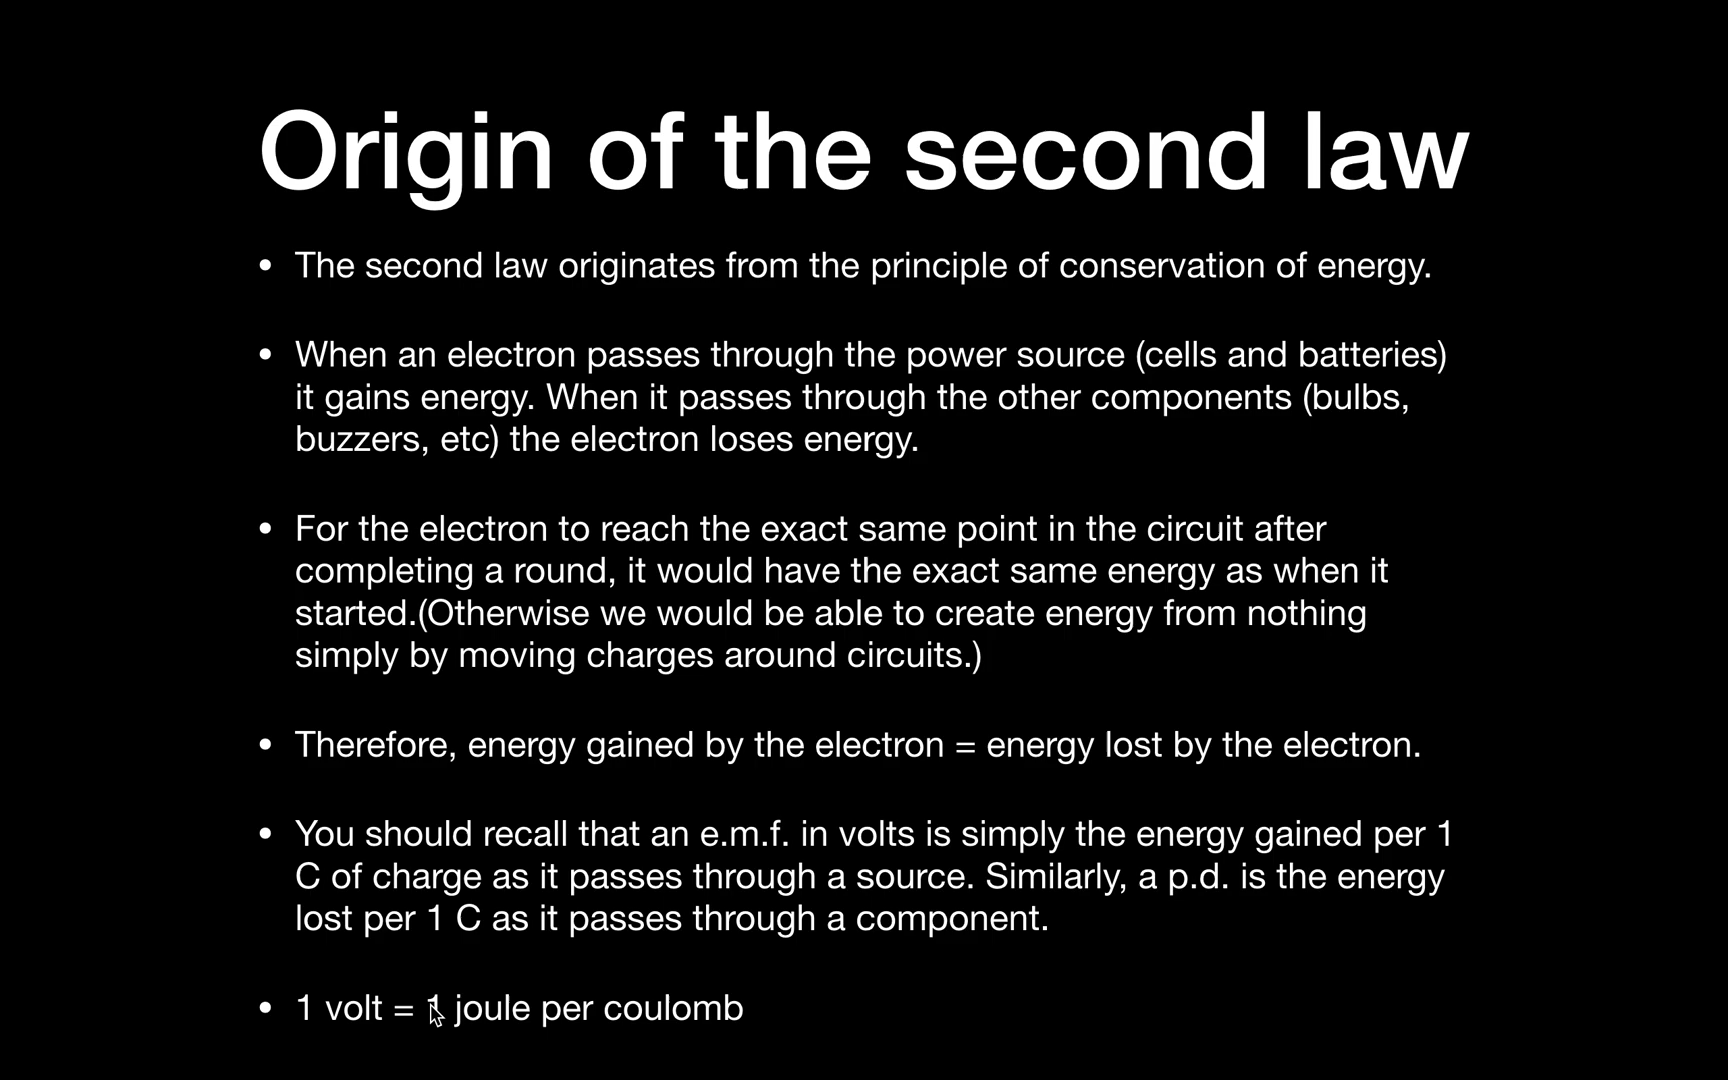 Origin of the second law
• The second law originates from the principle of conservation of energy.
• When an electron passes through the power source (cells and batteries)
it gains energy. When it passes through the other components (bulbs,
buzzers, etc) the electron loses energy.
• For the electron to reach the exact same point in the circuit after
completing a round, it would have the exact same energy as when it
started.(Otherwise we would be able to create energy from nothing
simply by moving charges around circuits.)
• Therefore, energy gained by the electron = energy lost by the electron.
• You should recall that an e.m.f. in volts is simply the energy gained per 1
C of charge as it passes through a source. Similarly, a p.d. is the energy
lost per 1 C as it passes through a component.
• 1 volt = 1 joule per coulomb